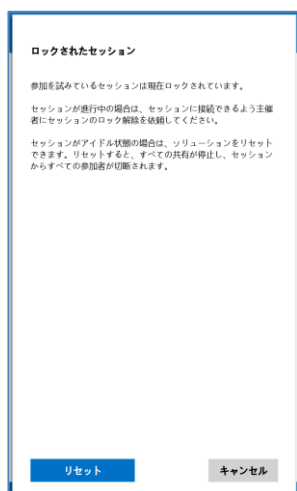 ロックされたセッション
参加を試みているセッションは現在ロックされています。
セッションが進行中の場合は、セッションに接続できるよう主催
者にセッションのロック解除を依頼してください。
セッションがアイドル状態の場合は、ソリューションをリセット
できます。リセットすると、すべての共有が停止し、セッション
からすべての参加者が切断されます。
リセット
キャンセル